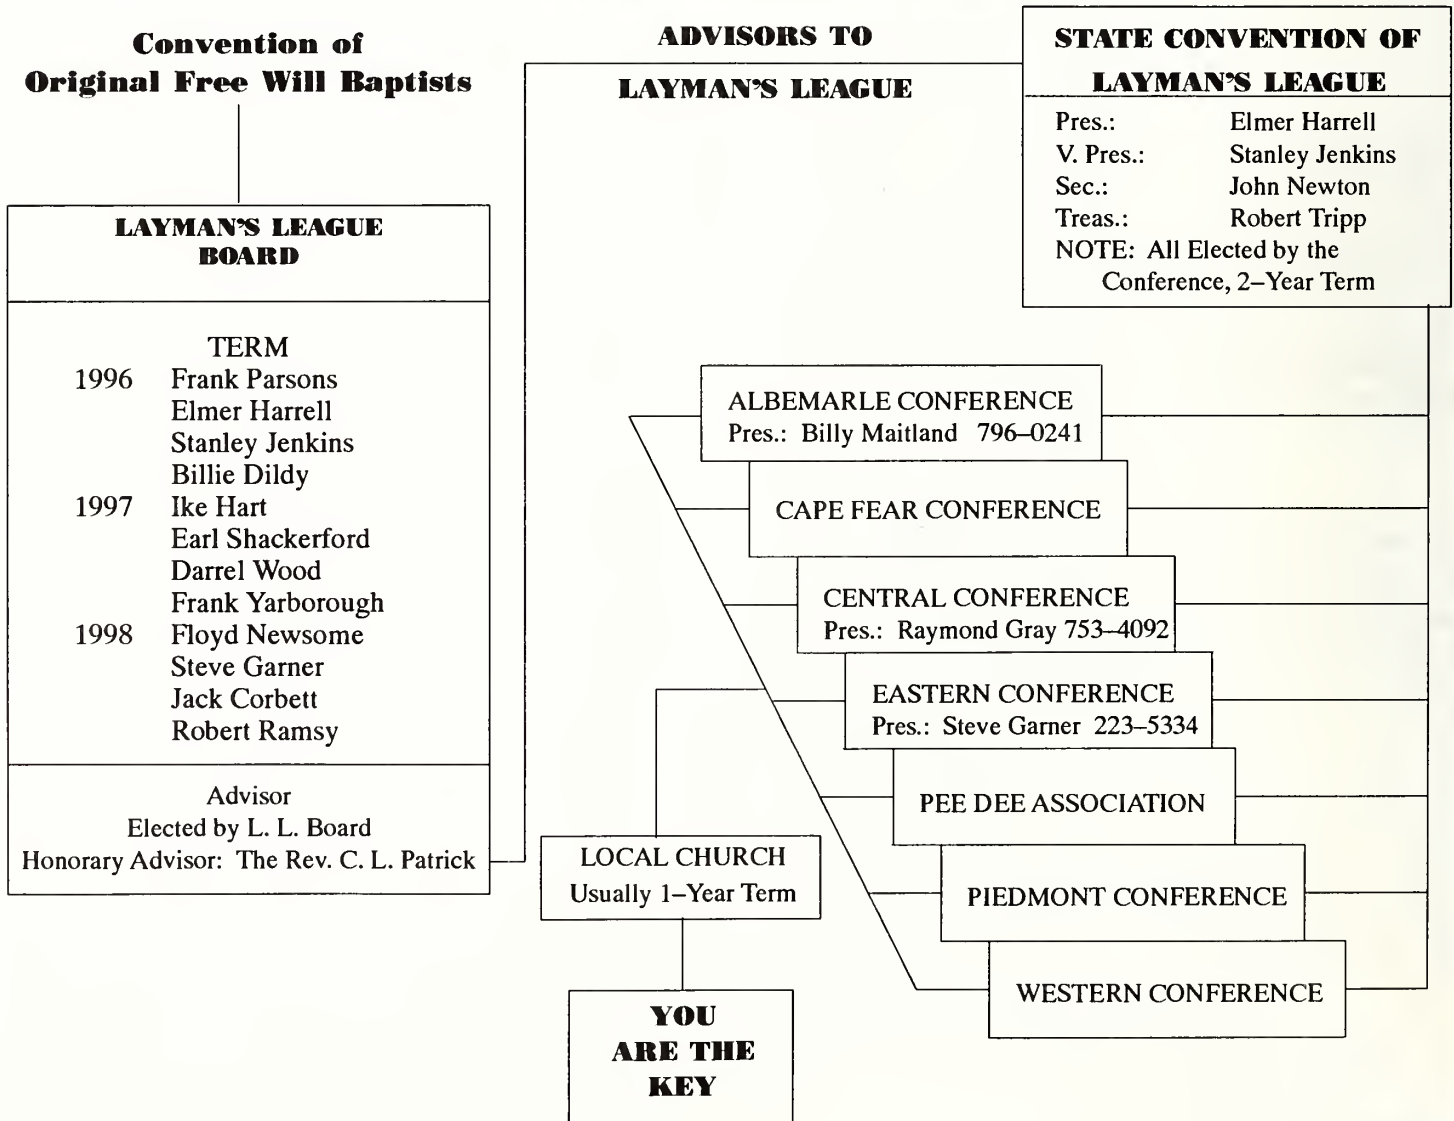 Convention of
Original Free Will Baptists
LAYMAN'S LEAGUE
BOARD
TERM
1996 Frank Parsons
Elmer Harrell
Stanley Jenkins
Billie Dildy
1997 Ike Hart
Earl Shackerford
Darrel Wood
Frank Yarborough
1998 Floyd Newsome
Steve Garner
Jack Corbett
Robert Ramsy
Advisor
Elected by L. L. Board
Honorary Advisor: The Rev. C. L. Patrick
ADVISORS TO
LAYMAN'S LEAGUE
STATE CONVENTION OF
LAYMAN'S LEAGUE
Pres.: Elmer Harrell
V. Pres.: Stanley Jenkins
Sec.: John Newton
Treas.: Robert Tripp
NOTE: All Elected by the
Conference, 2–Year Term
ALBEMARLE CONFERENCE
Pres.: Billy Maitland 796–0241
CAPE FEAR CONFERENCE
CENTRAL CONFERENCE
Pres.: Raymond Gray 753–4092
EASTERN CONFERENCE
Pres.: Steve Garner 223–5334
PEE DEE ASSOCIATION
PIEDMONT CONFERENCE
WESTERN CONFERENCE
LOCAL CHURCH
Usually 1–Year Term
YOU
ARE THE
KEY